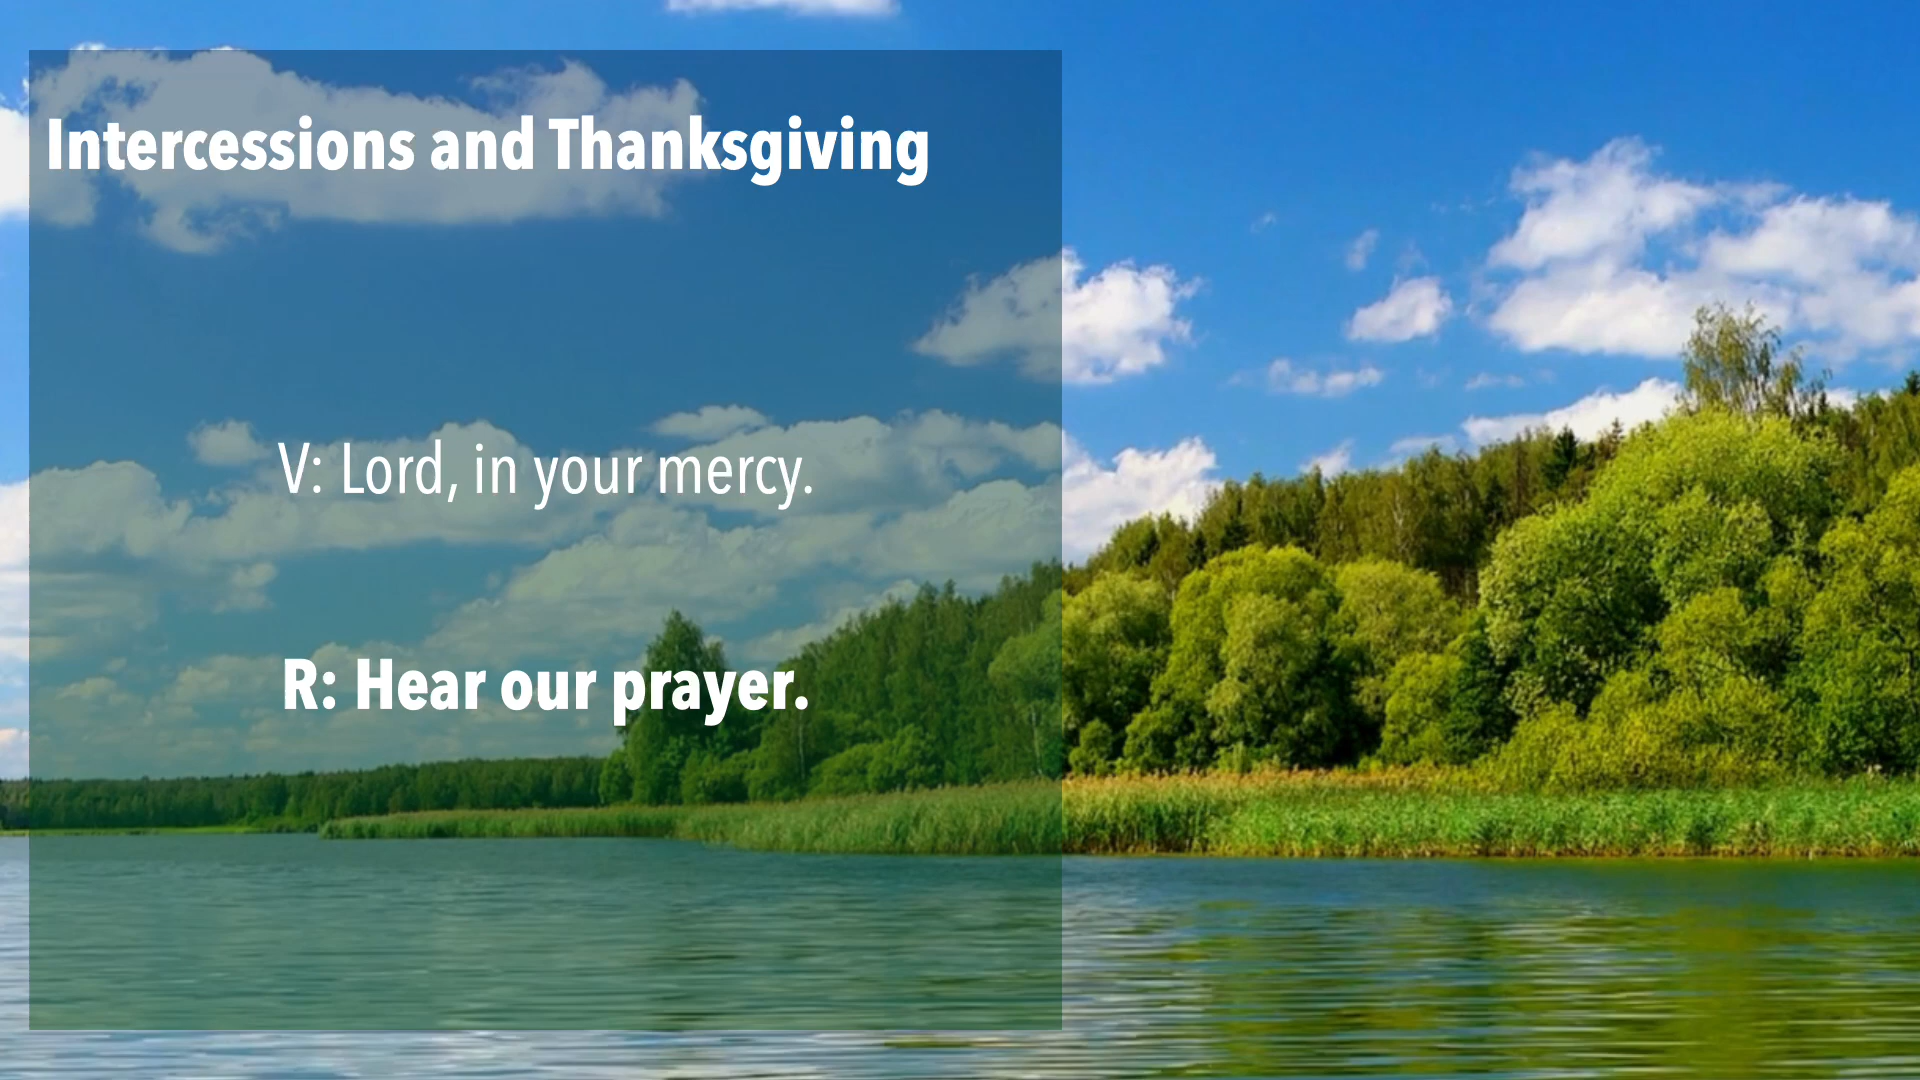 Intercessions and Thanksgiving
V: Lord, in your mercy.
R: Hear our prayer.